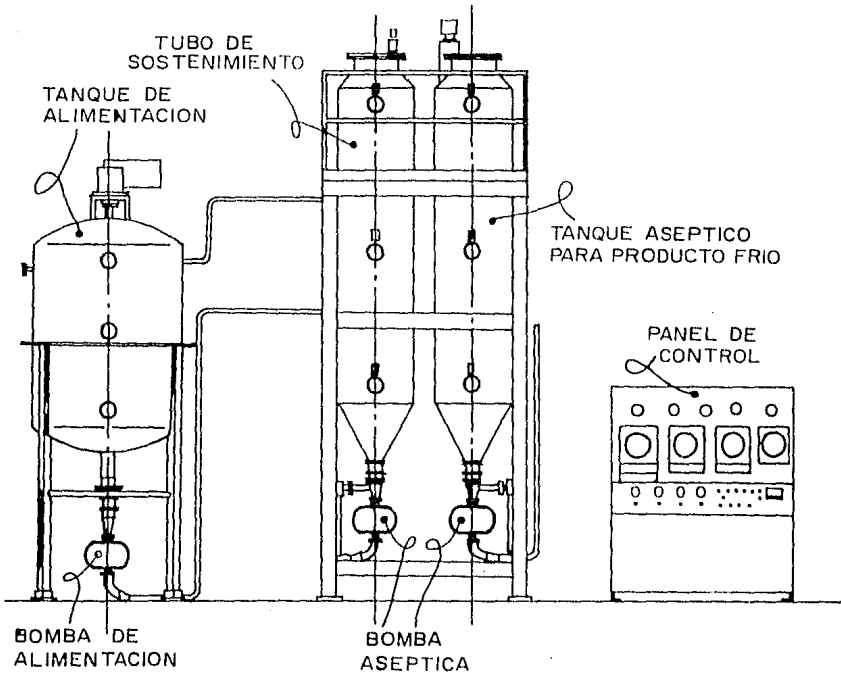 TUBO DE
SOSTENIMIENTO
TANQUE DE
ALIMENTACION
TANQUE ASEPTICO
PARA PRODUCTO FRIO
PANEL DE
CONTROL
BOMBA DE
ALIMENTACION
BOMBA
ASEPTICA